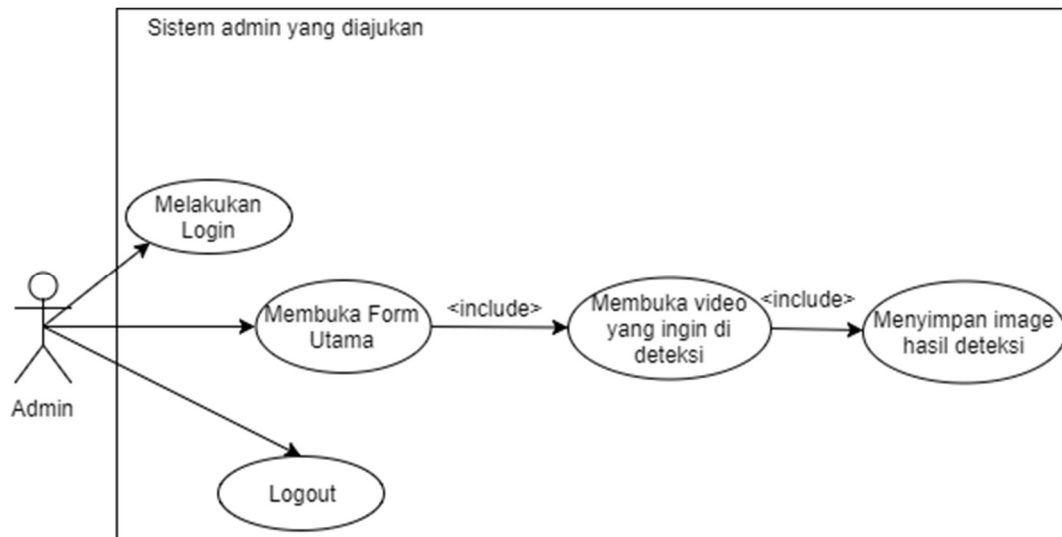 Sistem admin yang diajukan
Melakukan
Login
Membuka Form
Utama
<include>
Membuka video
yang ingin di
deteksi
<include>
Menyimpan image
hasil deteksi
Admin
Logout